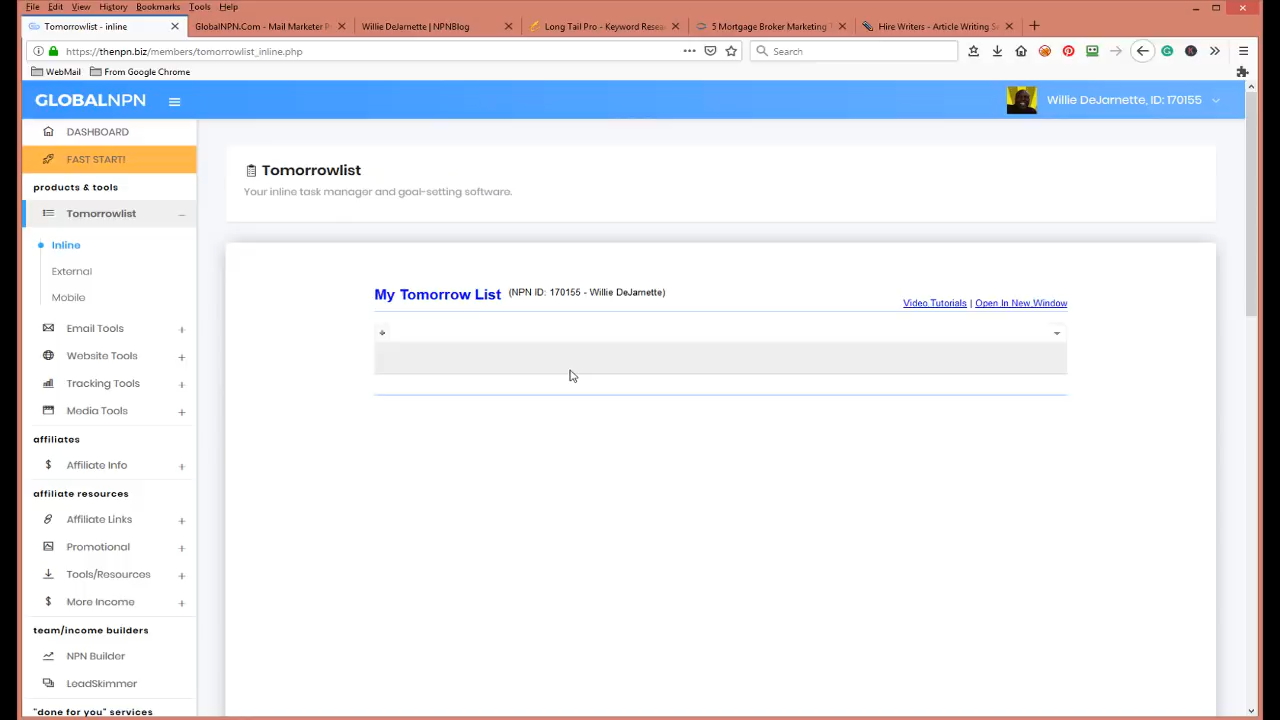 File Edit View History Bookmarks Tools Help
Tomorrowlist - inline
GlobalNPN.Com - Mail Marketer P
Willie DeJarnette | NPNBlog
Long Tail Pro - Keyword Resea
5 Mortgage Broker Marketing T
Hire Writers - Article Writing Se
https://thenpn.biz/members/tomorrowlist_inline.php
Search
WebMail From Google Chrome
GLOBALNPN
Willie DeJarnette, ID: 170155
DASHBOARD
FAST START!
products & tools
Tomorrowlist
Inline
External
Mobile
Email Tools +
Website Tools +
Tracking Tools +
Media Tools +
affiliates
Affiliate Info +
affiliate resources
Affiliate Links +
Promotional +
Tools/Resources +
More Income +
team/income builders
NPN Builder
LeadSkimmer
"done for you" services
Tomorrowlist
Your inline task manager and goal-setting software.
My Tomorrow List (NPN ID: 170155 - Willie DeJarnette)
Video Tutorials | Open In New Window